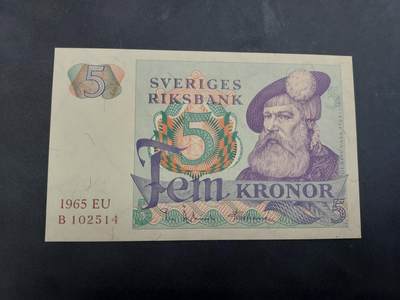 5
SVERIGES
RIKSBANK
5
Fem KRONOR
1965 EU
B 102514
5